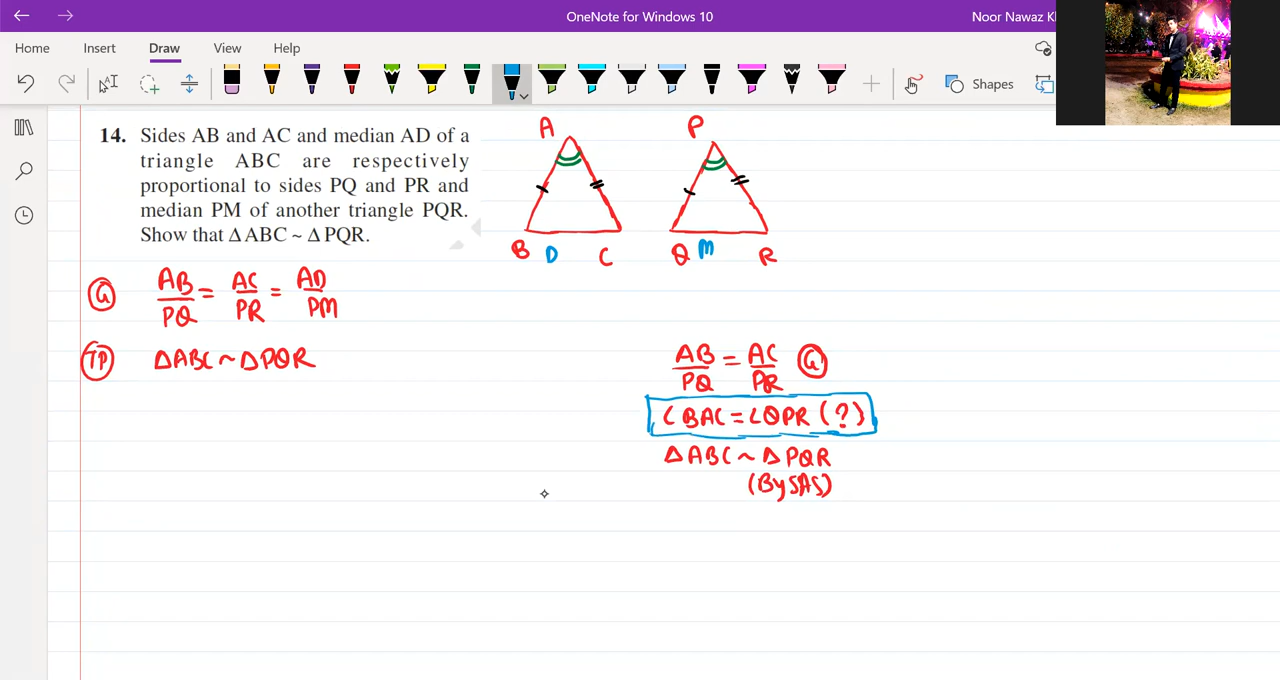 OneNote for Windows 10
Noor Nawaz
Home Insert Draw View Help
Shapes
14. Sides AB and AC and median AD of a
triangle ABC are respectively
proportional to sides PQ and PR and
median PM of another triangle PQR.
Show that Δ ABC ~ Δ PQR.
A P
B D C Q M R
G AB/PQ = AC/PR = AD/PM
TP ΔABC ~ ΔPQR
AB/PQ = AC/PR G
∠BAC = ∠QPR (?)
ΔABC ~ ΔPQR
(By SAS)